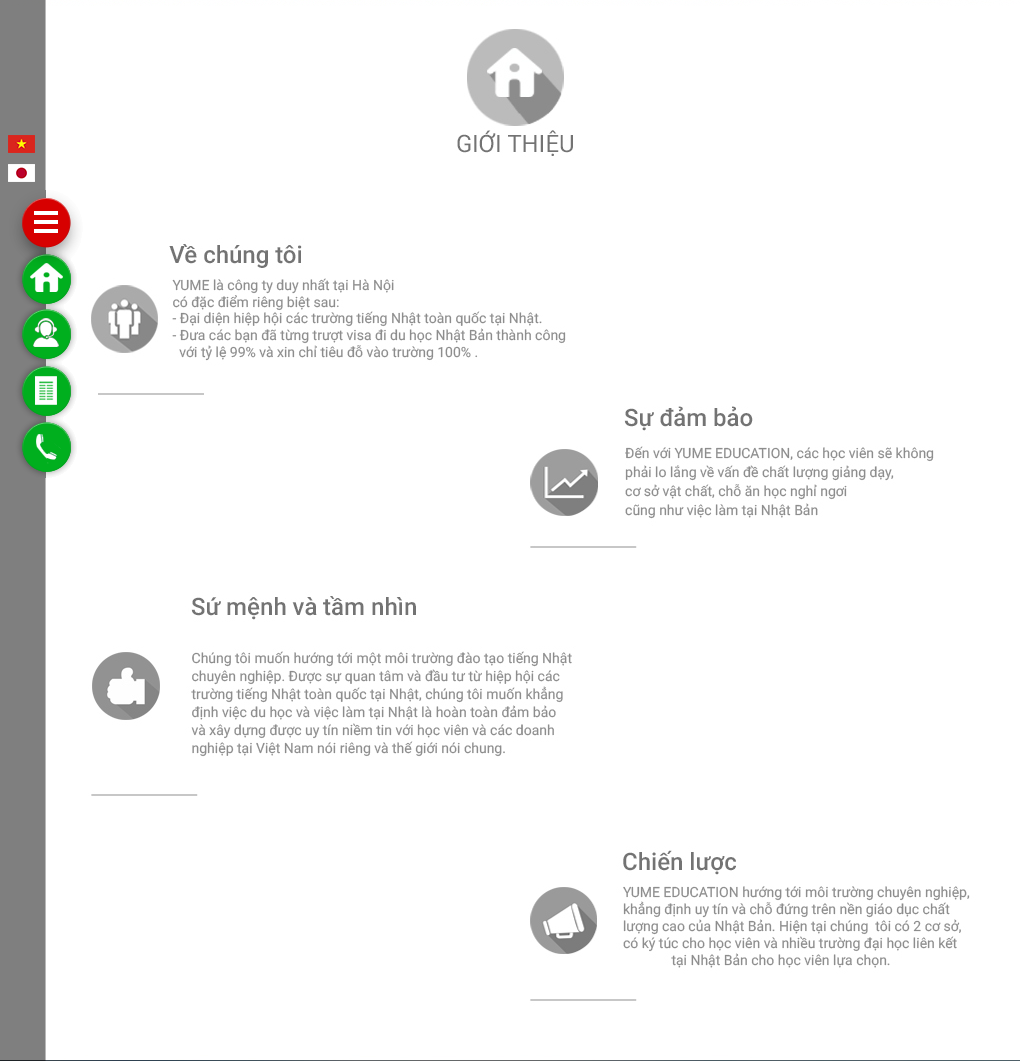 GIỚI THIỆU
Về chúng tôi
YUME là công ty duy nhất tại Hà Nội
có đặc điểm riêng biệt sau:
- Đại diện hiệp hội các trường tiếng Nhật toàn quốc tại Nhật.
- Đưa các bạn đã từng trượt visa đi du học Nhật Bản thành công
với tỷ lệ 99% và xin chỉ tiêu đỗ vào trường 100% .
Sự đảm bảo
Đến với YUME EDUCATION, các học viên sẽ không
phải lo lắng về vấn đề chất lượng giảng dạy,
cơ sở vật chất, chỗ ăn học nghỉ ngơi
cũng như việc làm tại Nhật Bản
Sứ mệnh và tầm nhìn
Chúng tôi muốn hướng tới một môi trường đào tạo tiếng Nhật
chuyên nghiệp. Được sự quan tâm và đầu tư từ hiệp hội các
trường tiếng Nhật toàn quốc tại Nhật, chúng tôi muốn khẳng
định việc du học và việc làm tại Nhật là hoàn toàn đảm bảo
và xây dựng được uy tín niềm tin với học viên và các doanh
nghiệp tại Việt Nam nói riêng và thế giới nói chung.
Chiến lược
YUME EDUCATION hướng tới môi trường chuyên nghiệp,
khẳng định uy tín và chỗ đứng trên nền giáo dục chất
lượng cao của Nhật Bản. Hiện tại chúng tôi có 2 cơ sở,
có ký túc cho học viên và nhiều trường đại học liên kết
tại Nhật Bản cho học viên lựa chọn.